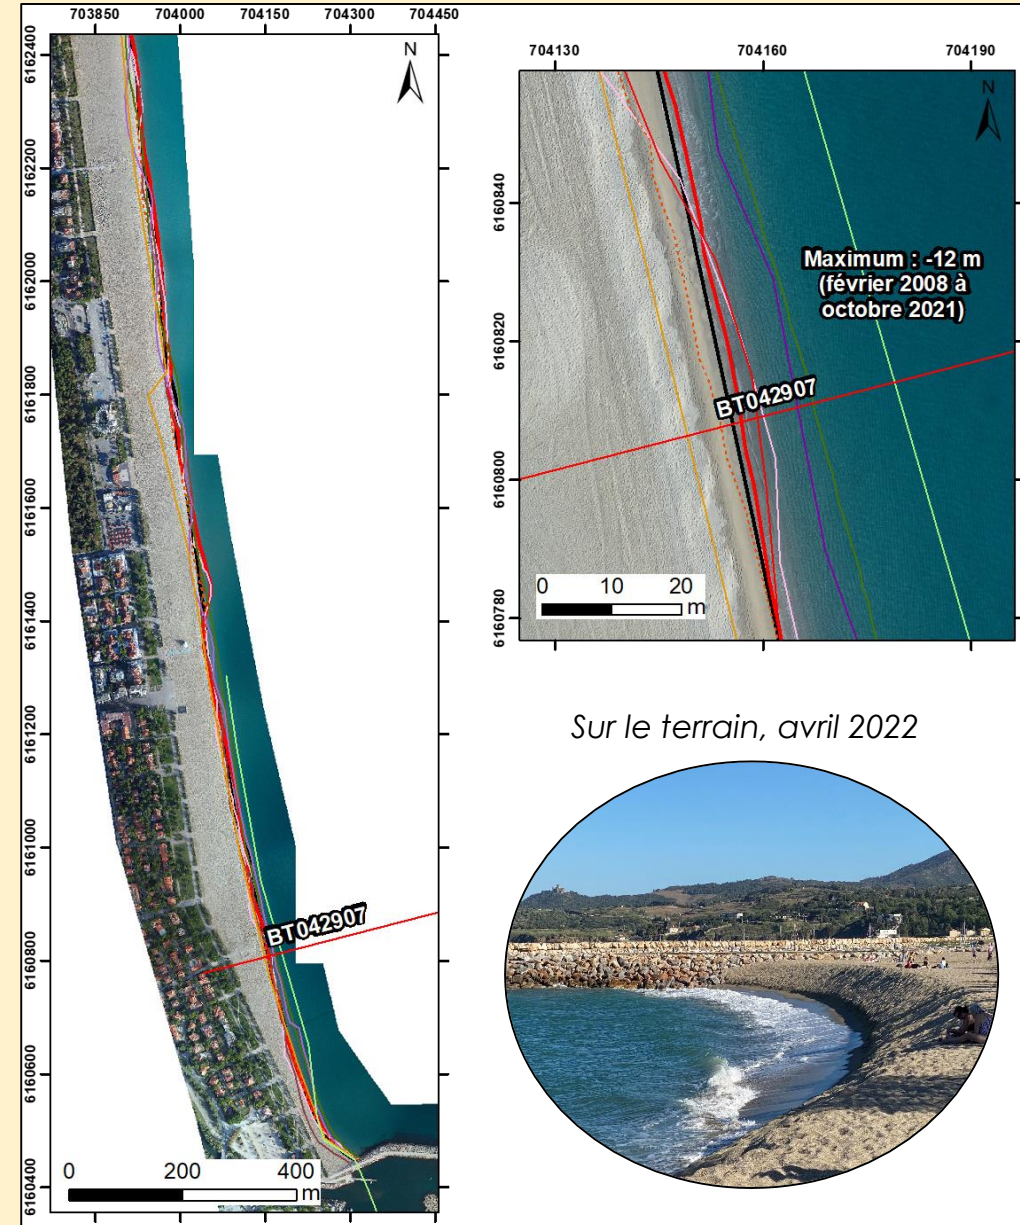 703850 704000 704150 704300 704450
6162400
6162200
6162000
6161800
6161600
6161400
6161200
6161000
6160800
6160600
6160400
N
BT042907
0 200 400
m
704130 704160 704190
6160840
6160820
6160800
6160780
N
Maximum : -12 m
(février 2008 à
octobre 2021)
BT042907
0 10 20
m
Sur le terrain, avril 2022